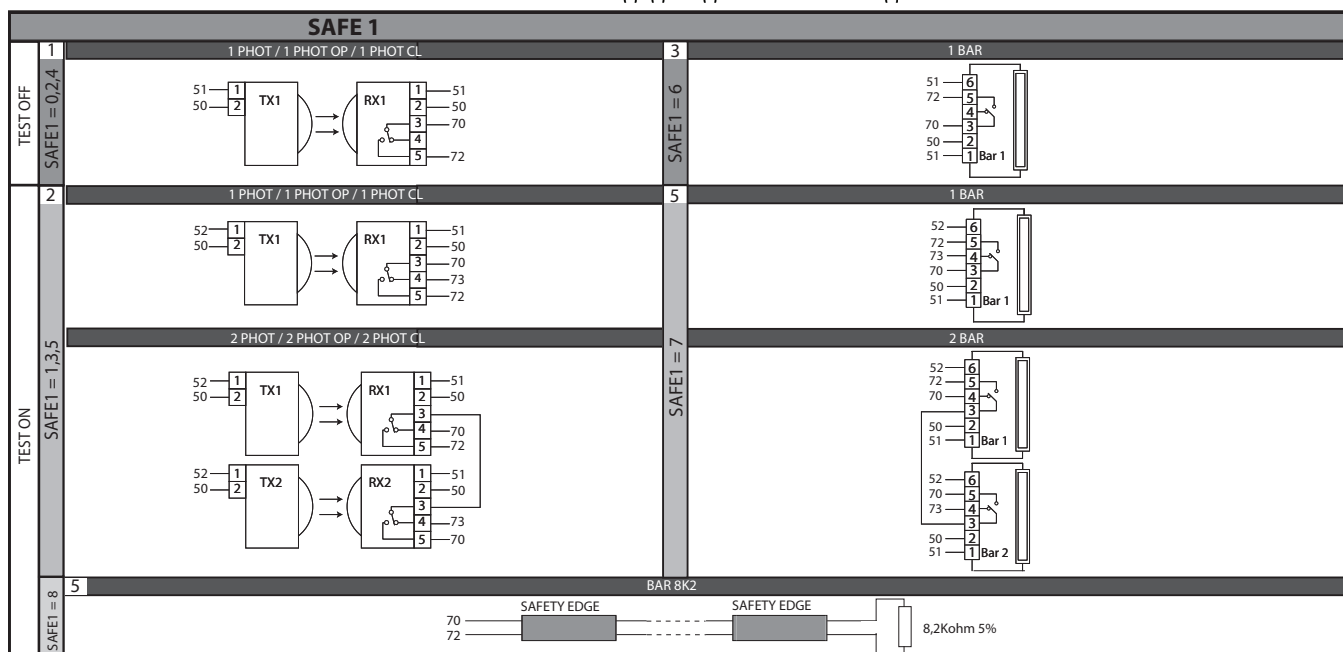 SAFE 1
TEST OFF
SAFE1 = 0,2,4
1
1 PHOT / 1 PHOT OP / 1 PHOT CL
51 1
50 2
TX1
RX1
1 51
2 50
3 70
4
5 72
SAFE1 = 6
3
1 BAR
51 6
72 5
4
70 3
50 2
51 1 Bar 1
TEST ON
SAFE1 = 1,3,5
2
1 PHOT / 1 PHOT OP / 1 PHOT CL
52 1
50 2
TX1
RX1
1 51
2 50
3 70
4 73
5 72
SAFE1 = 7
5
1 BAR
52 6
72 5
73 4
70 3
50 2
51 1 Bar 1
2 PHOT / 2 PHOT OP / 2 PHOT CL
52 1
50 2
TX1
RX1
1 51
2 50
3
4 70
5 72
52 1
50 2
TX2
RX2
1 51
2 50
3
4 73
5 70
2 BAR
52 6
72 5
70 4
3
50 2
51 1 Bar 1
52 6
70 5
73 4
3
50 2
51 1 Bar 2
SAFE1 = 8
5
BAR 8K2
70
72
SAFETY EDGE
SAFETY EDGE
8,2Kohm 5%